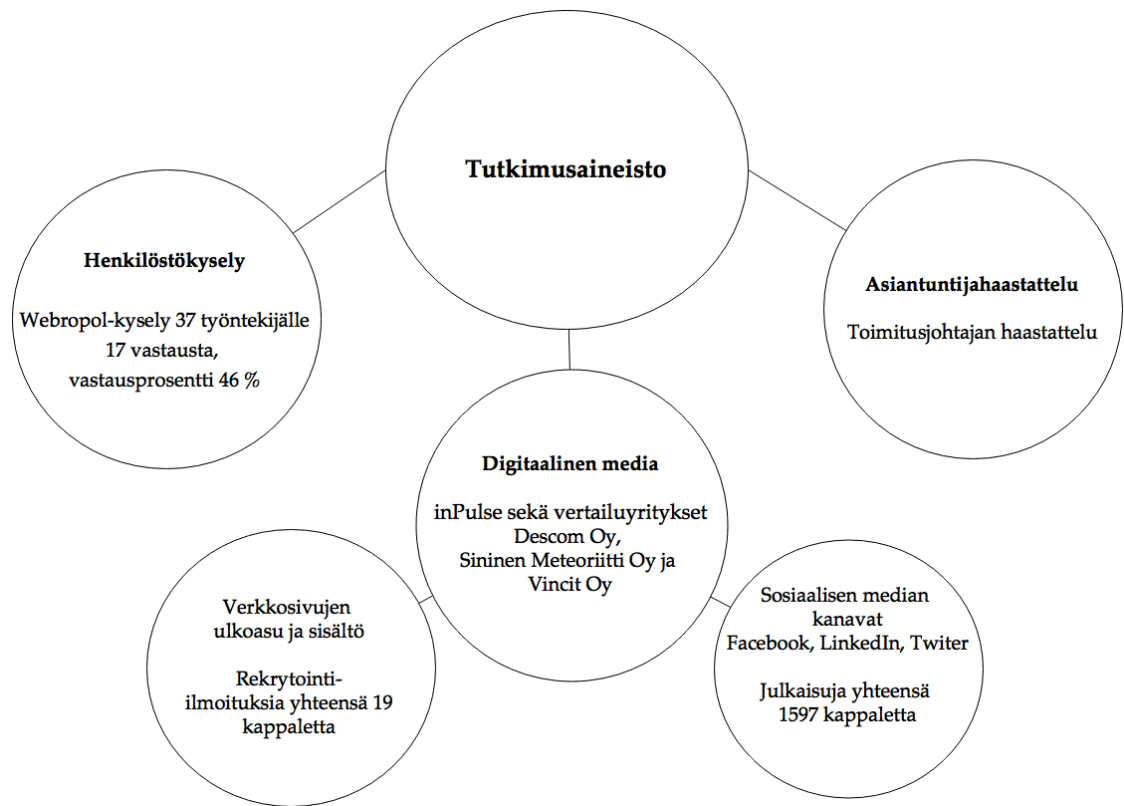 Tutkimusaineisto
Henkilöstökysely
Webropol-kysely 37 työntekijälle
17 vastausta,
vastausprosentti 46 %
Asiantuntijahaastattelu
Toimitusjohtajan haastattelu
Digitaalinen media
inPulse sekä vertailuyritykset
Descom Oy,
Sininen Meteoriitti Oy ja
Vincit Oy
Verkkosivujen
ulkoasu ja sisältö
Rekrytointi-
ilmoituksia yhteensä 19
kappaletta
Sosiaalisen median
kanavat
Facebook, LinkedIn, Twiter
Julkaisuja yhteensä
1597 kappaletta